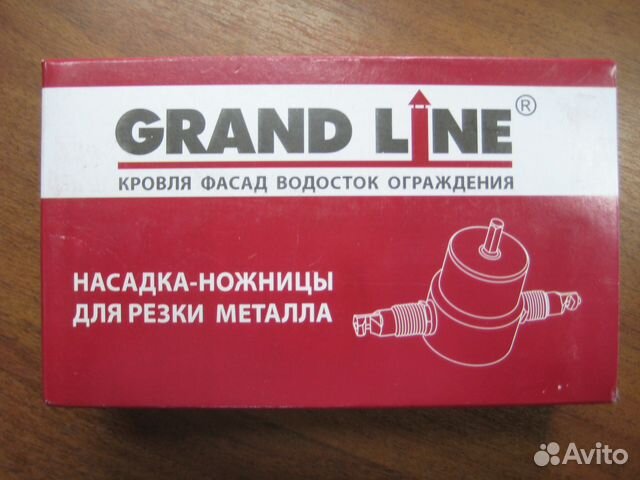 GRAND LINE®
КРОВЛЯ ФАСАД ВОДОСТОК ОГРАЖДЕНИЯ
НАСАДКА-НОЖНИЦЫ
ДЛЯ РЕЗКИ МЕТАЛЛА
Avito